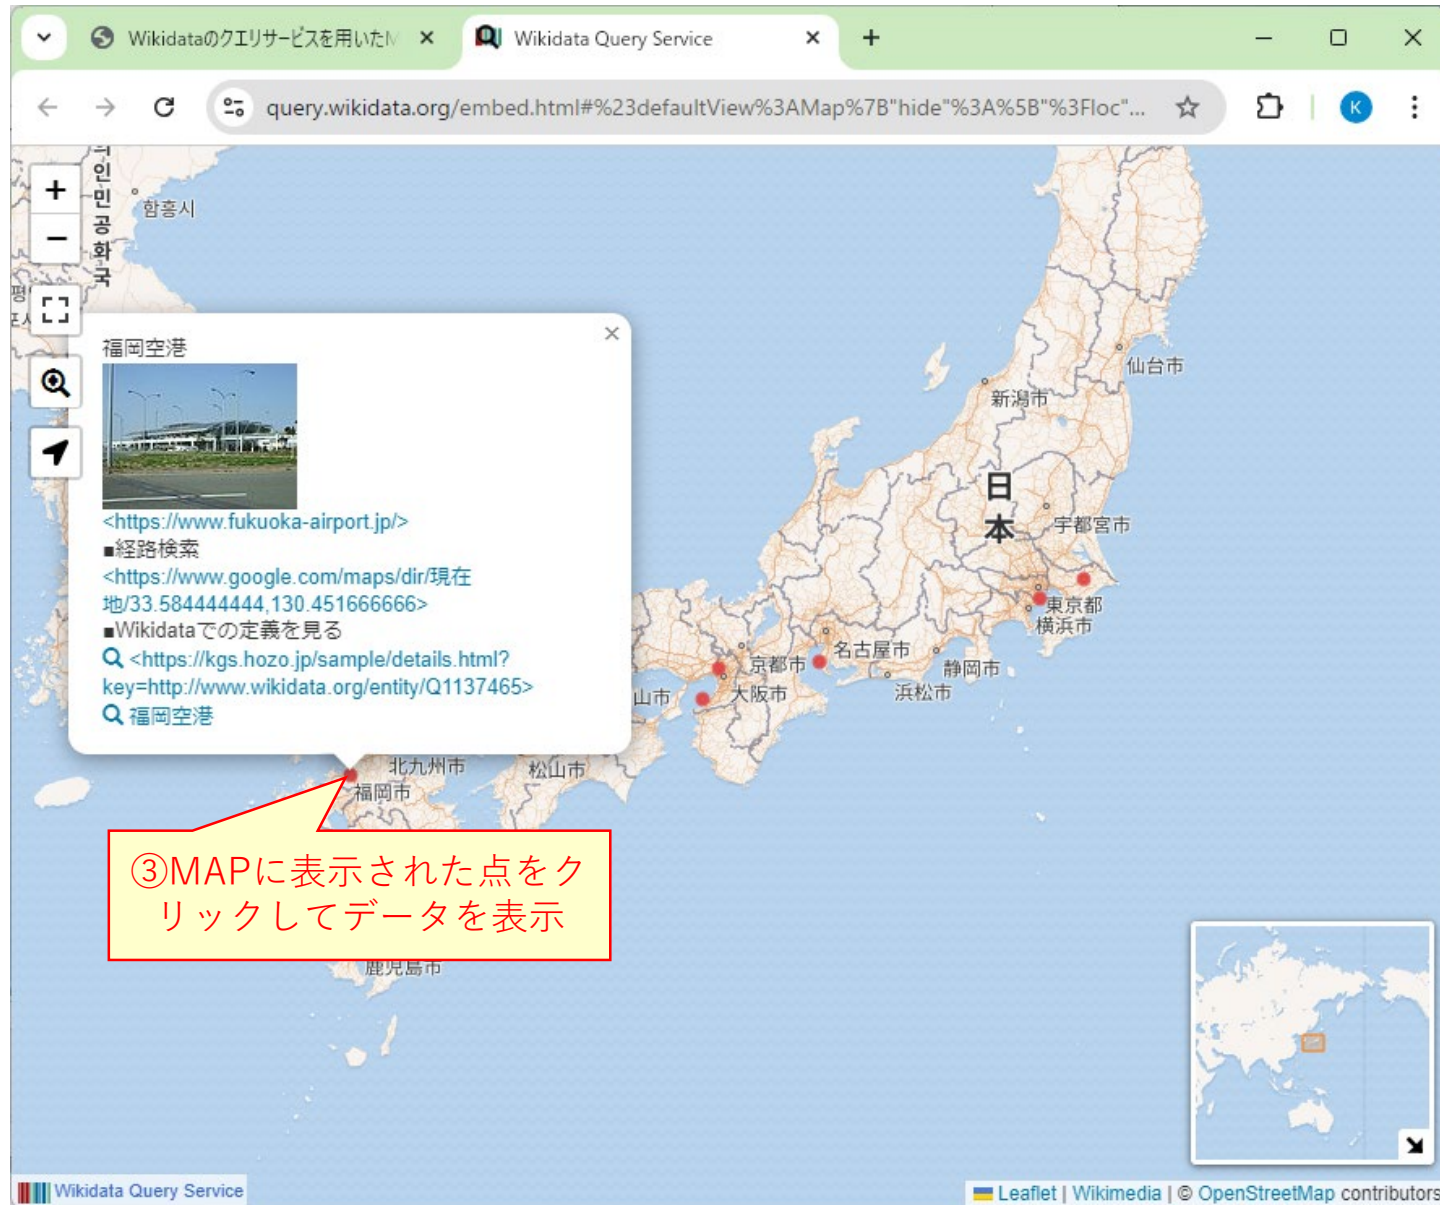 Wikidataのクエリサービスを用いた
Wikidata Query Service
query.wikidata.org/embed.html#%23defaultView%3AMap%7B"hide"%3A%5B"%3Floc"...
K
의인민공화국
함흥시
福岡空港
<https://www.fukuoka-airport.jp/>
■経路検索
<https://www.google.com/maps/dir/現在
地/33.584444444,130.451666666>
■Wikidataでの定義を見る
<https://kgs.hozo.jp/sample/details.html?
key=http://www.wikidata.org/entity/Q1137465>
福岡空港
仙台市
新潟市
日本
宇都宮市
東京都
横浜市
名古屋市
京都市
静岡市
山市
大阪市
浜松市
北九州市
松山市
福岡市
③MAPに表示された点をク
リックしてデータを表示
鹿児島市
Wikidata Query Service
Leaflet | Wikimedia | © OpenStreetMap contributors